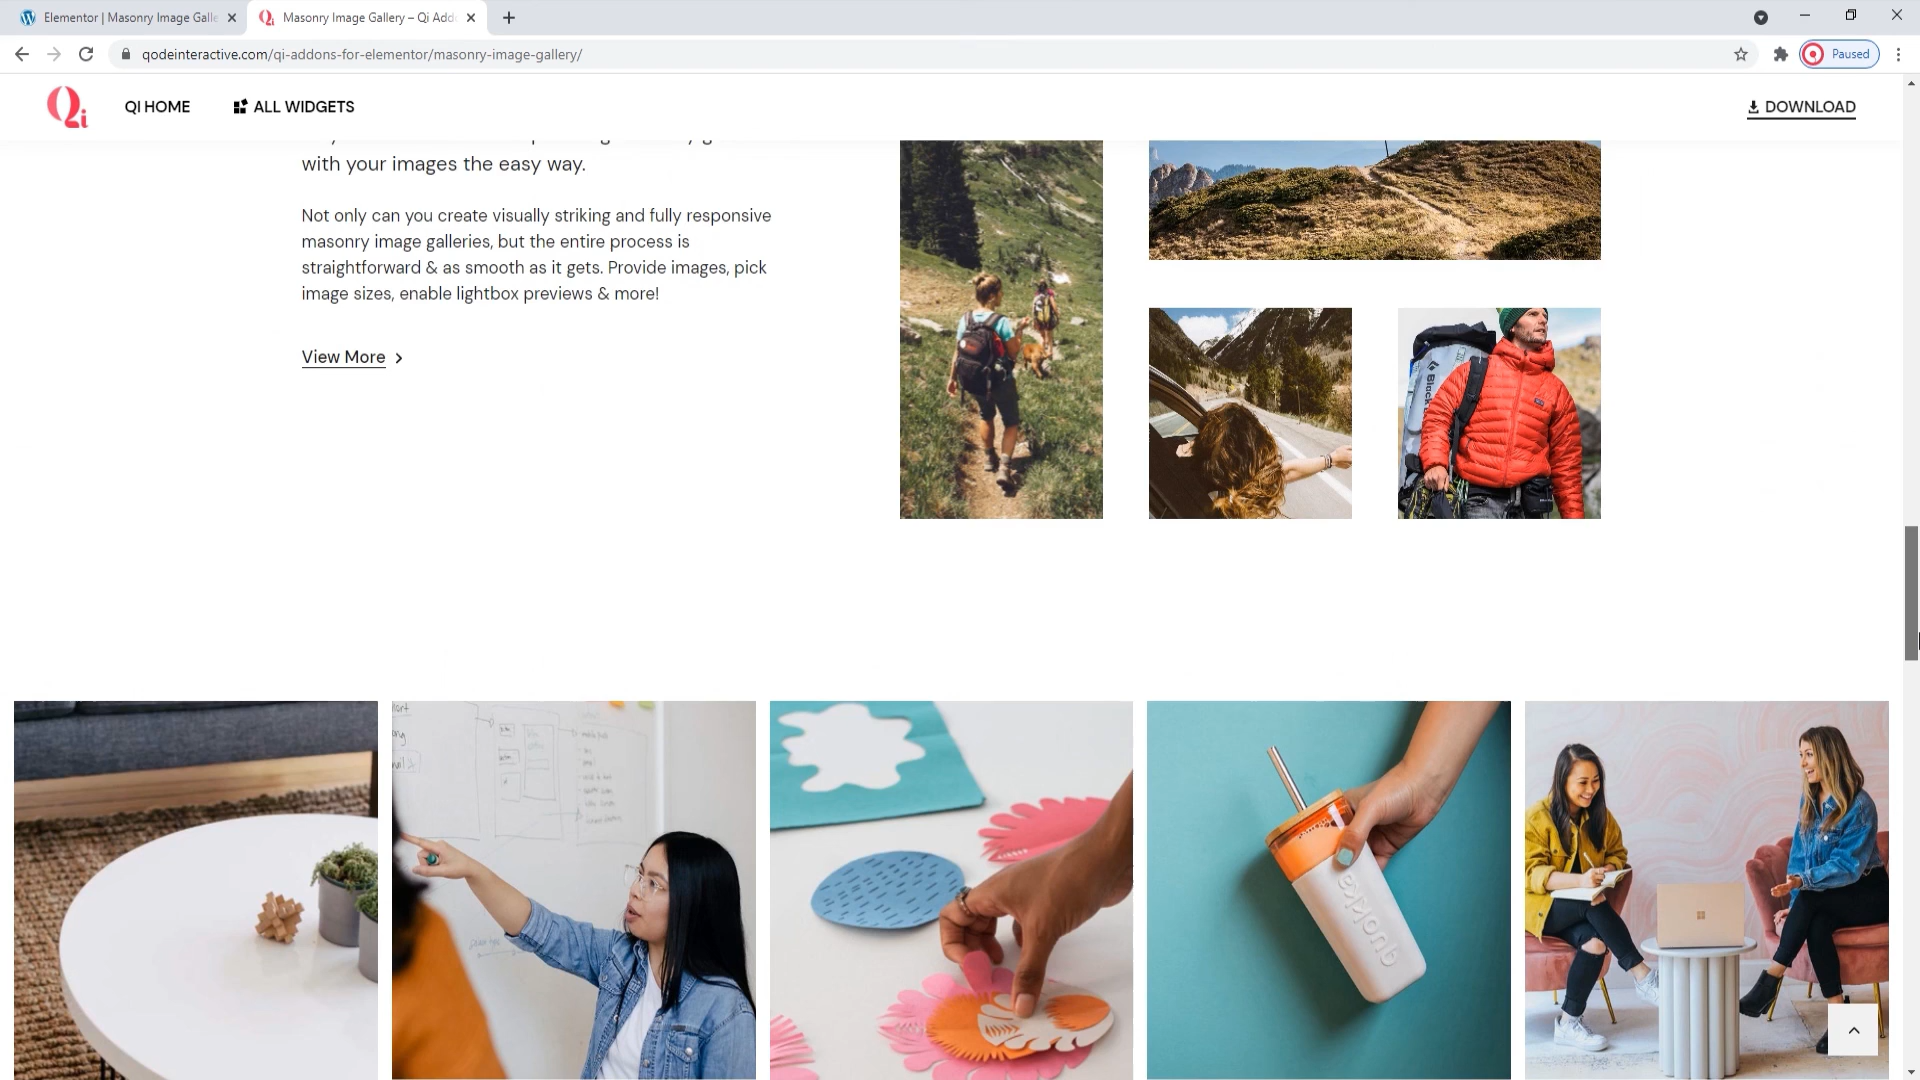 Elementor | Masonry Image Galle
Masonry Image Gallery – Qi Add
qodeinteractive.com/qi-addons-for-elementor/masonry-image-gallery/
Paused
Qi
QI HOME
ALL WIDGETS
DOWNLOAD
with your images the easy way.
Not only can you create visually striking and fully responsive
masonry image galleries, but the entire process is
straightforward & as smooth as it gets. Provide images, pick
image sizes, enable lightbox previews & more!
View More
Black
quokka